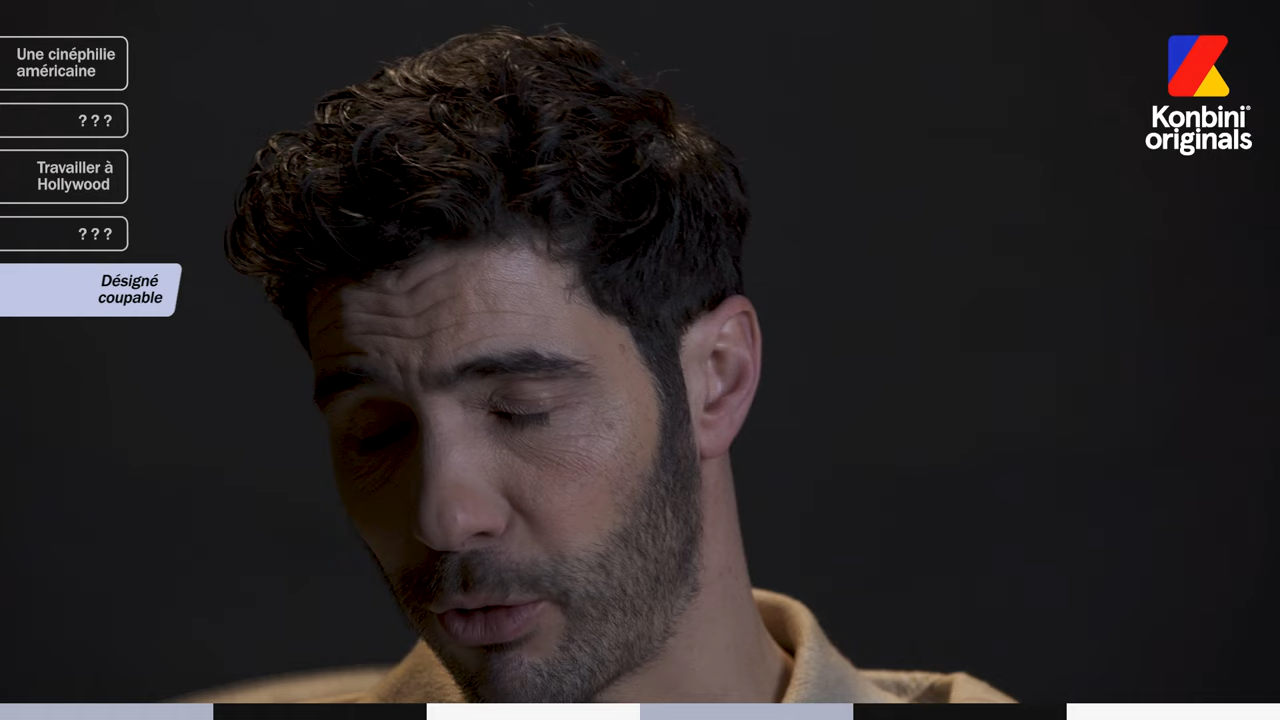 Une cinéphilie
américaine
? ? ?
Travailler à
Hollywood
? ? ?
Désigné
coupable
Konbini®
originals